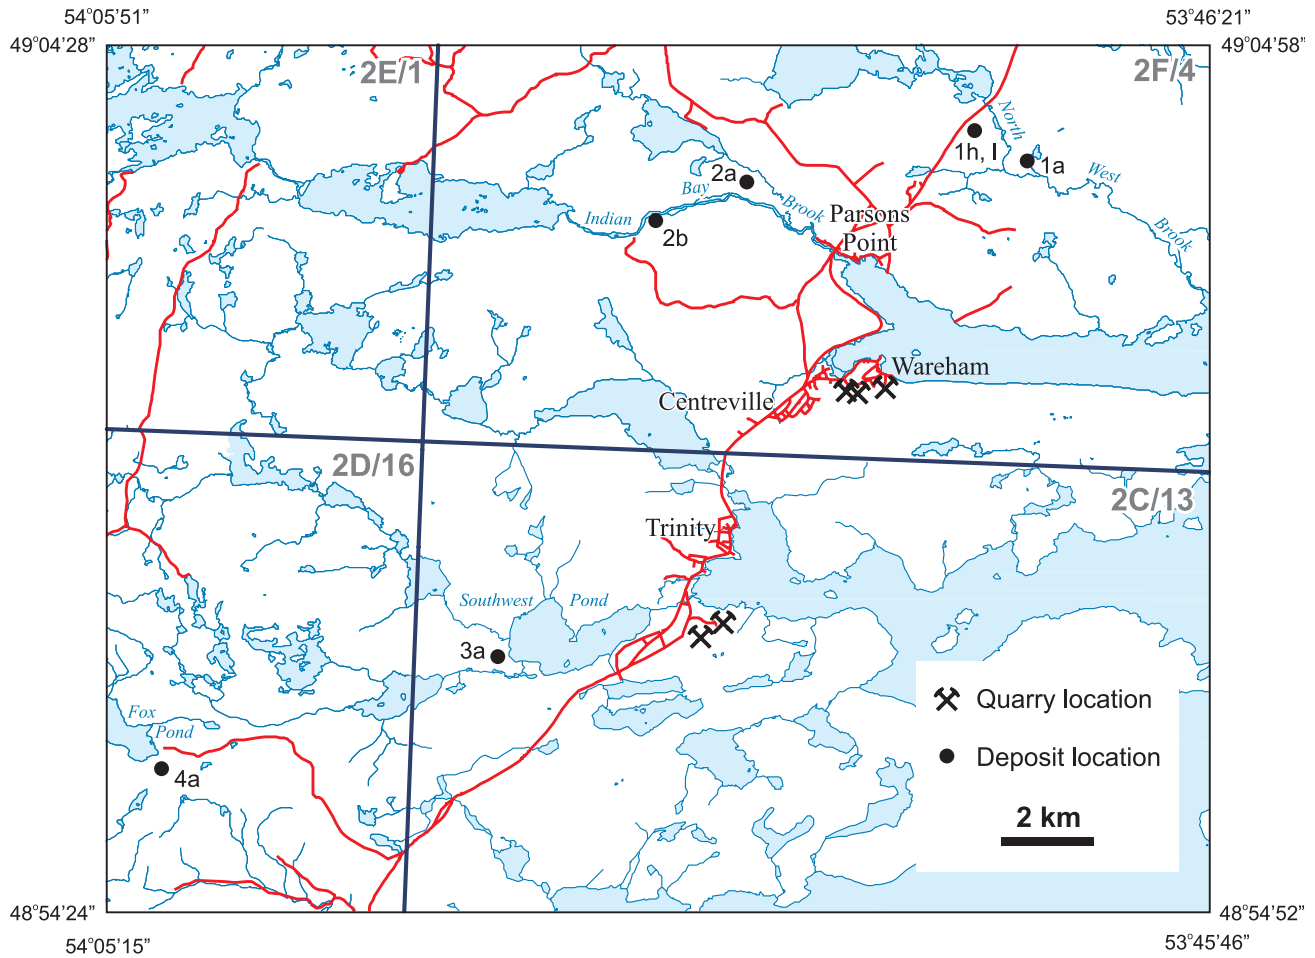 54°05'51"
53°46'21"
49°04'28"
49°04'58"
2E/1
2F/4
North
1h, I
1a
West
2a
Bay
Brook
Parsons
Point
Indian
2b
Brook
Wareham
Centreville
2D/16
2C/13
Trinity
Southwest Pond
3a
Fox
Pond
4a
Quarry location
Deposit location
2 km
48°54'24"
48°54'52"
54°05'15"
53°45'46"